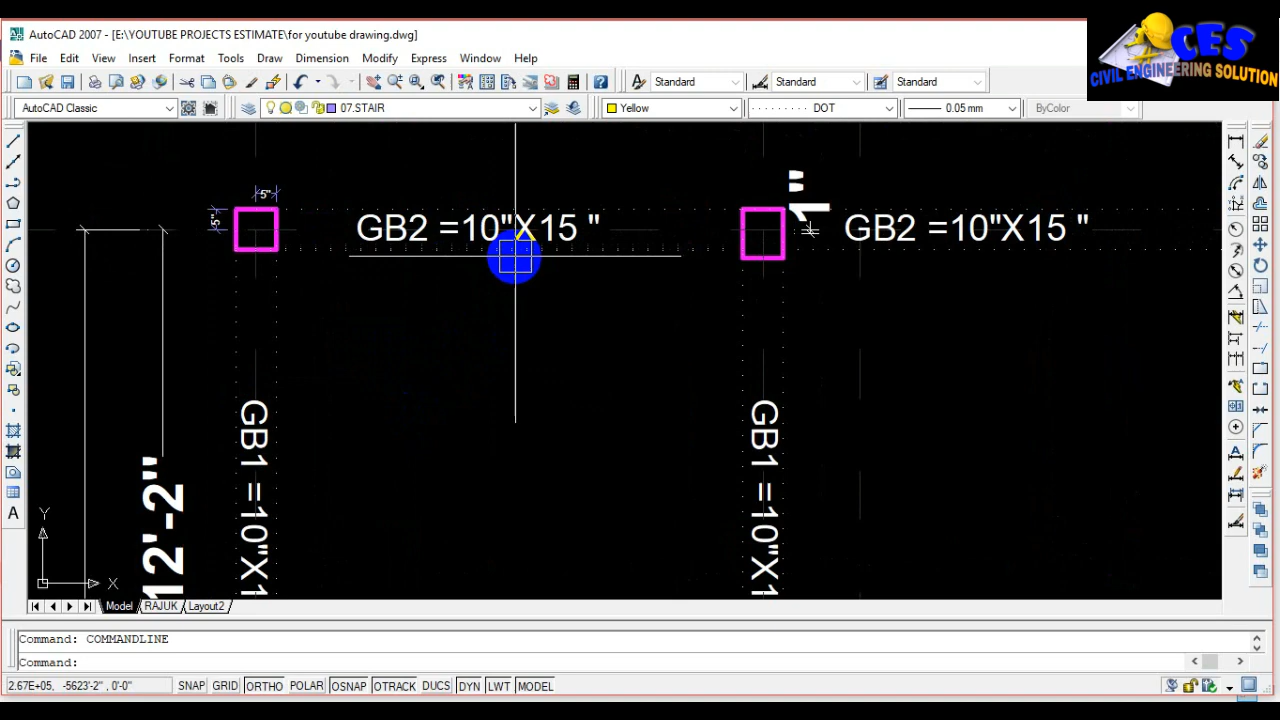 AutoCAD 2007 - [E:\YOUTUBE PROJECTS ESTIMATE\for youtube drawing.dwg]
CES
CIVIL ENGINEERING SOLUTION
File Edit View Insert Format Tools Draw Dimension Modify Express Window Help
Standard Standard Standard
AutoCAD Classic 07.STAIR Yellow DOT 0.05 mm ByColor
5"
5"
1"
GB2 =10"X15 " GB2 =10"X15 "
GB1 =10"X1
GB1 =10"X1
12'-2"
Y
X
Model RAJUK Layout2
Command: COMMANDLINE
Command:
2.67E+05, -5623'-2" , 0'-0" SNAP GRID ORTHO POLAR OSNAP OTRACK DUCS DYN LWT MODEL